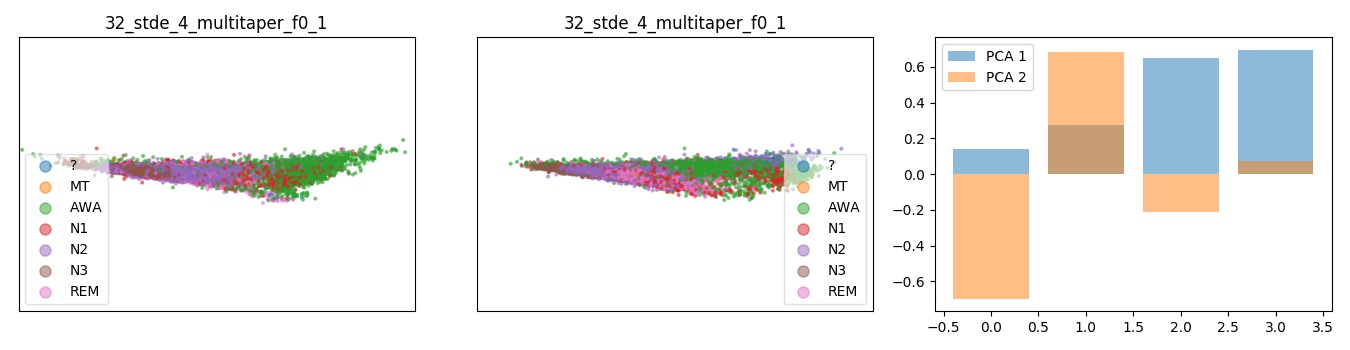 32_stde_4_multitaper_f0_1
?
MT
AWA
N1
N2
N3
REM
32_stde_4_multitaper_f0_1
?
MT
AWA
N1
N2
N3
REM
PCA 1
PCA 2
0.6
0.4
0.2
0.0
−0.2
−0.4
−0.6
−0.5 0.0 0.5 1.0 1.5 2.0 2.5 3.0 3.5